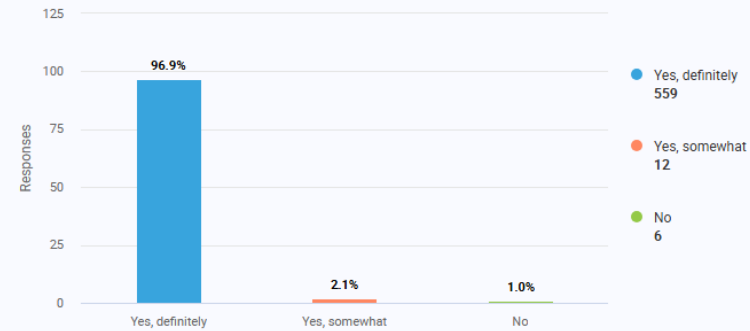 125
100
75
50
25
0
Responses
96.9%
2.1%
1.0%
Yes, definitely
Yes, somewhat
No
Yes, definitely
559
Yes, somewhat
12
No
6